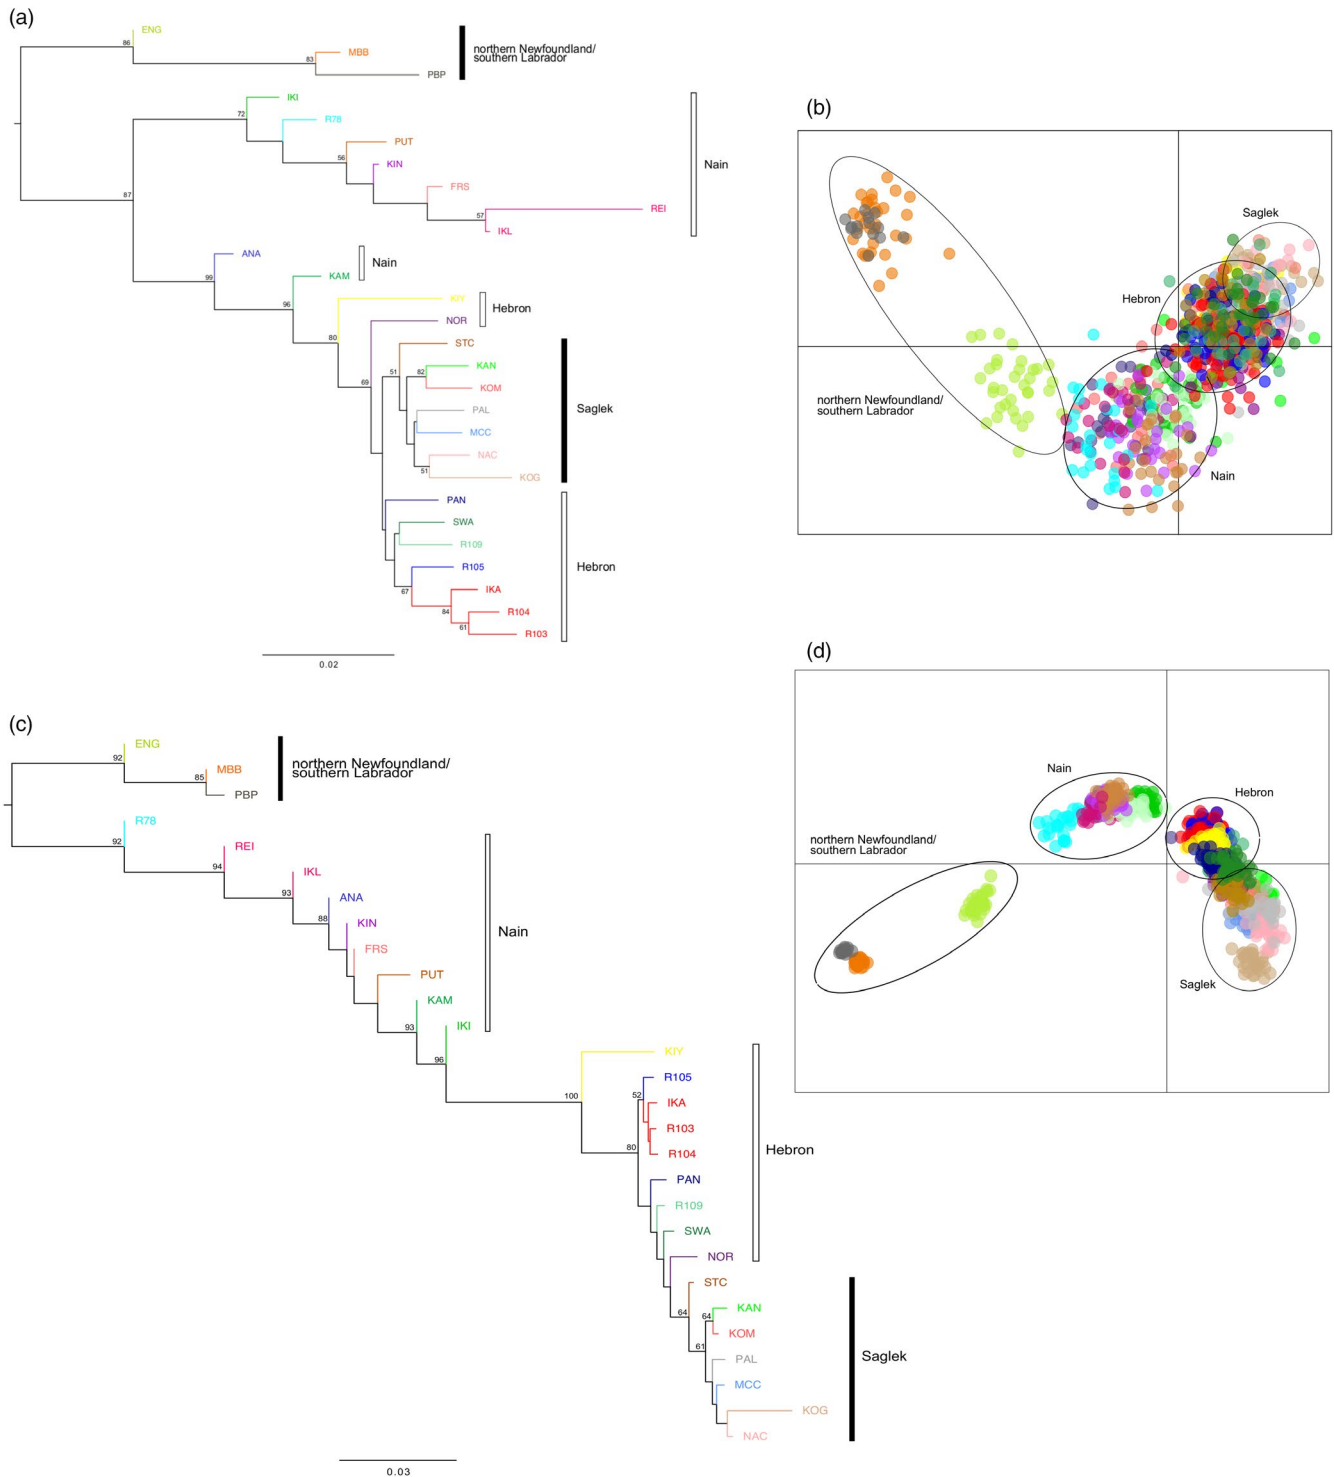 (a)
ENG
86
MBB
83
PBP
northern Newfoundland/
southern Labrador
IKI
72
R78
PUT
56
KIN
FRS
REI
57
IKL
Nain
87
ANA
99
KAM
Nain
96
KIY
Hebron
NOR
80
STC
51
KAN
82
KOM
69
PAL
MCC
NAC
51
KOG
Saglek
PAN
SWA
R109
R105
67
IKA
84
R104
61
R103
Hebron
0.02
(b)
Saglek
Hebron
northern Newfoundland/
southern Labrador
Nain
(c)
ENG
92
MBB
85
PBP
northern Newfoundland/
southern Labrador
R78
92
REI
94
IKL
93
ANA
88
KIN
FRS
PUT
KAM
93
IKI
96
Nain
KIY
100
R105
52
IKA
R103
R104
80
PAN
R109
SWA
NOR
Hebron
STC
64
KAN
64
KOM
61
PAL
MCC
KOG
NAC
Saglek
0.03
(d)
Nain
Hebron
northern Newfoundland/
southern Labrador
Saglek